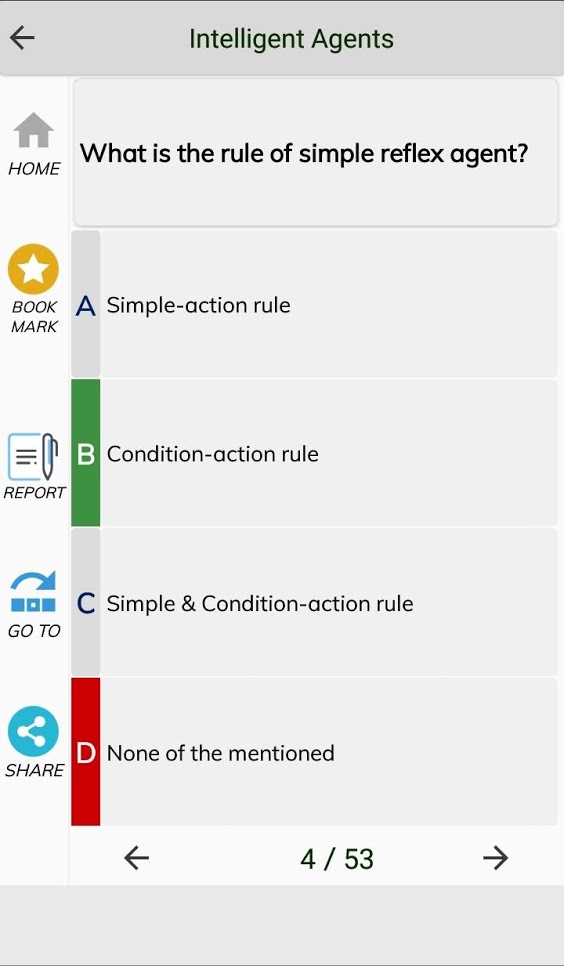 Intelligent Agents
HOME
What is the rule of simple reflex agent?
BOOK
MARK
A Simple-action rule
B Condition-action rule
REPORT
C Simple & Condition-action rule
GO TO
D None of the mentioned
SHARE
4 / 53